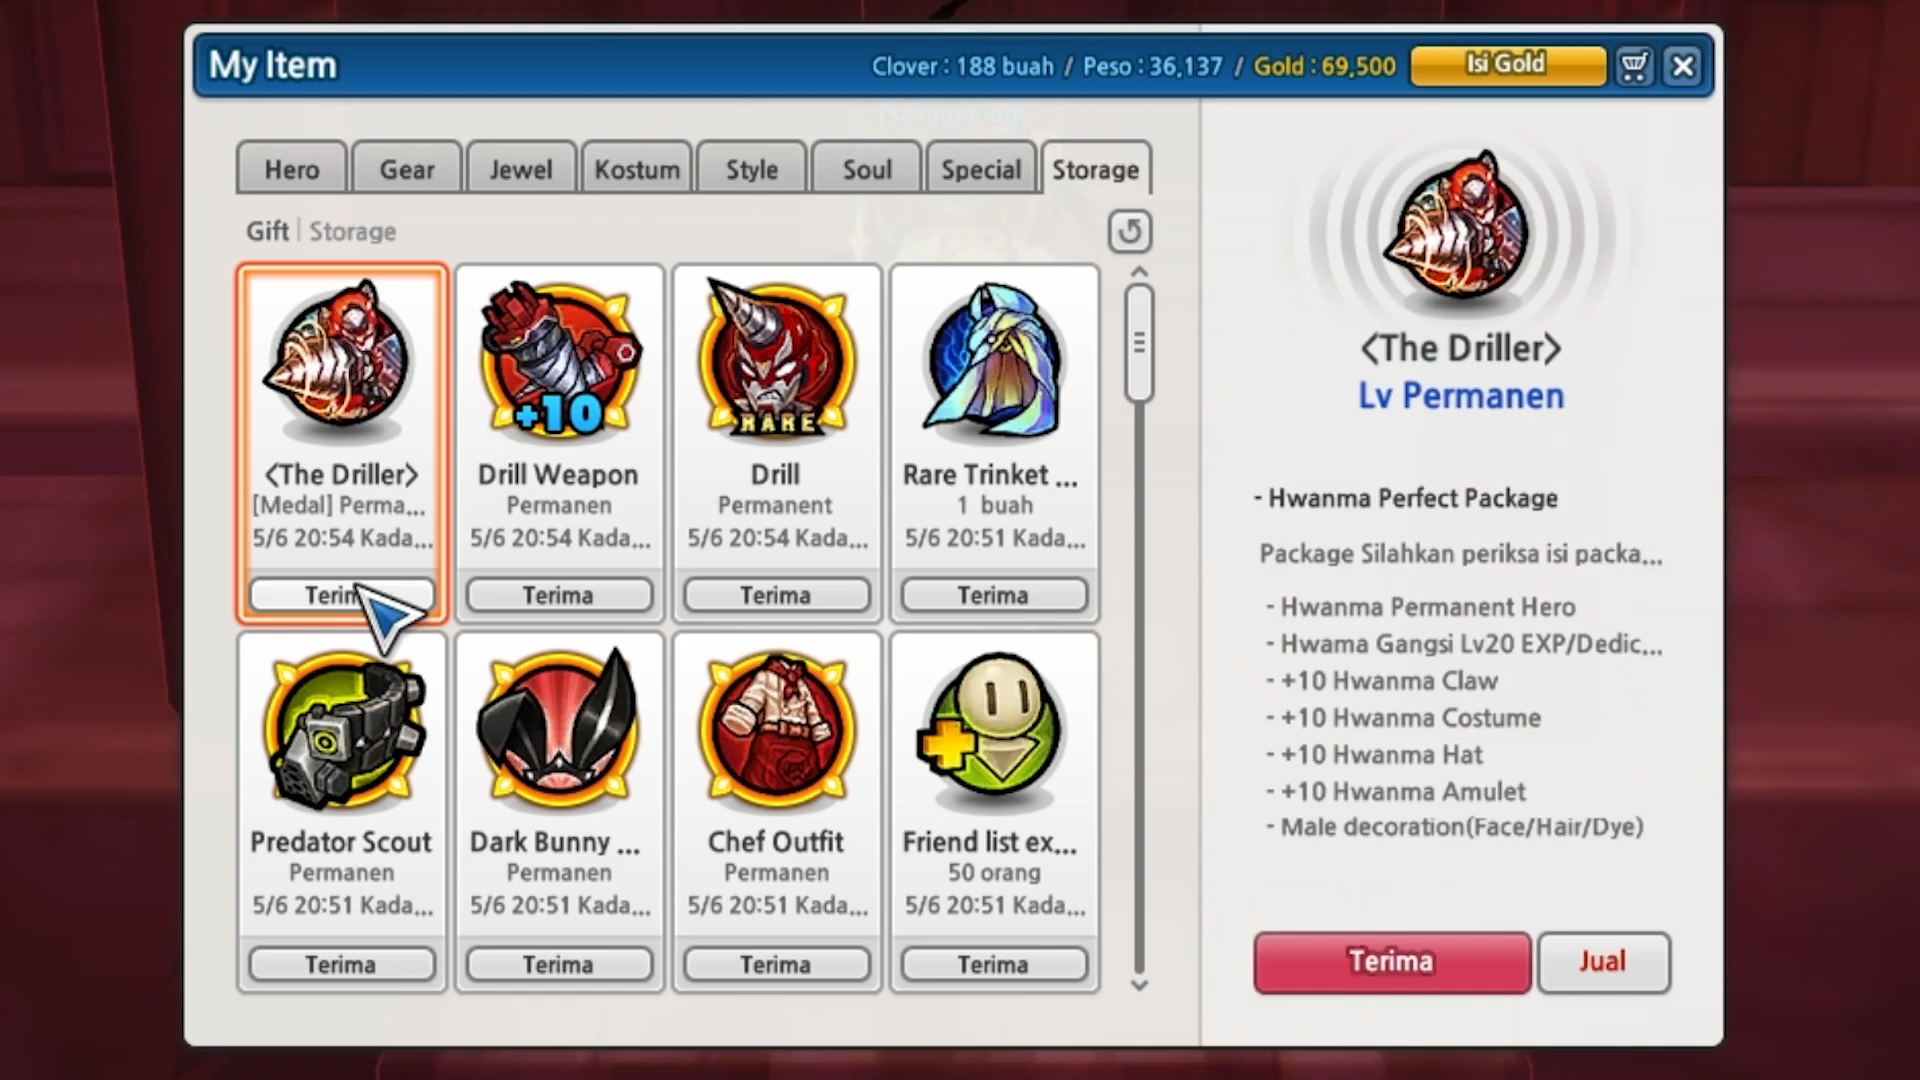 My Item
Clover : 188 buah / Peso : 36,137 / Gold : 69,500
Isi Gold
Hero
Gear
Jewel
Kostum
Style
Soul
Special
Storage
Gift | Storage
<The Driller>
[Medal] Perma...
5/6 20:54 Kada...
+10
Drill Weapon
Permanen
5/6 20:54 Kada...
Terima
RARE
Drill
Permanent
5/6 20:54 Kada...
Terima
Rare Trinket ...
1 buah
5/6 20:51 Kada...
Terima
Predator Scout
Permanen
5/6 20:51 Kada...
Terima
Dark Bunny ...
Permanen
5/6 20:51 Kada...
Terima
Chef Outfit
Permanen
5/6 20:51 Kada...
Terima
Friend list ex...
50 orang
5/6 20:51 Kada...
Terima
<The Driller>
Lv Permanen
- Hwanma Perfect Package
Package Silahkan periksa isi packa...
- Hwanma Permanent Hero
- Hwama Gangsi Lv20 EXP/Dedic...
- +10 Hwanma Claw
- +10 Hwanma Costume
- +10 Hwanma Hat
- +10 Hwanma Amulet
- Male decoration(Face/Hair/Dye)
Terima
Jual